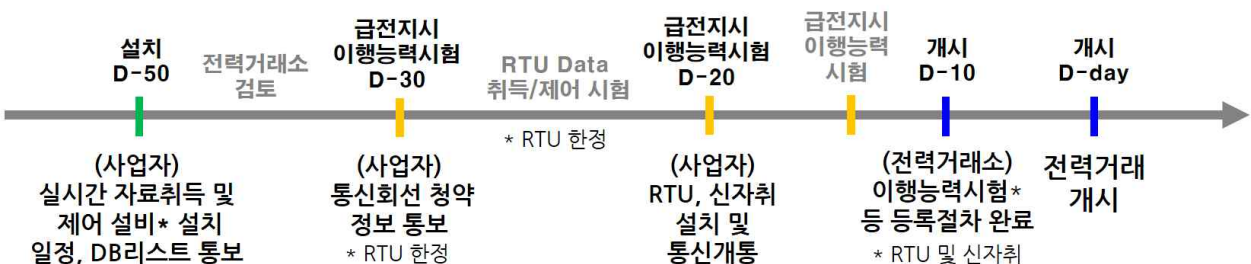 설치
D-50
전력거래소
검토
급전지시
이행능력시험
D-30
RTU Data
취득/제어 시험
급전지시
이행능력시험
D-20
급전지시
이행능력
시험
개시
D-10
개시
D-day
* RTU 한정
(사업자)
실시간 자료취득 및
제어 설비* 설치
일정, DB리스트 통보
(사업자)
통신회선 청약
정보 통보
* RTU 한정
(사업자)
RTU, 신자취
설치 및
통신개통
(전력거래소)
이행능력시험*
등 등록절차 완료
* RTU 및 신자취
전력거래
개시